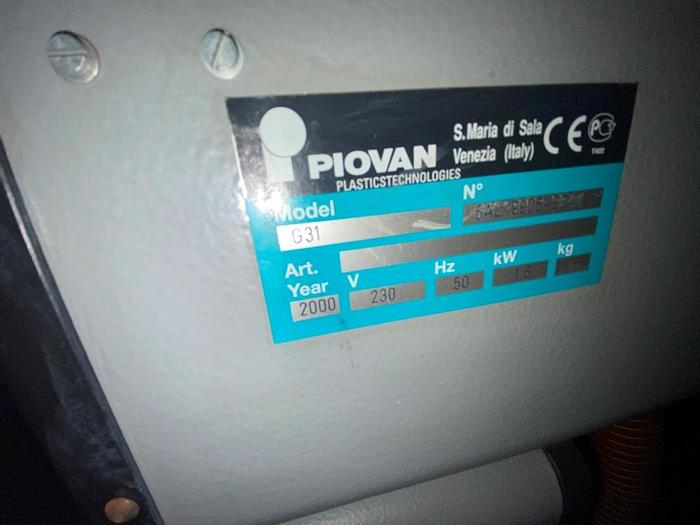 PIOVAN
PLASTICSTECHNOLOGIES
S.Maria di Sala
Venezia (Italy)
CE
Model
N°
G31
Art.
Year V Hz kW kg
2000 230 50